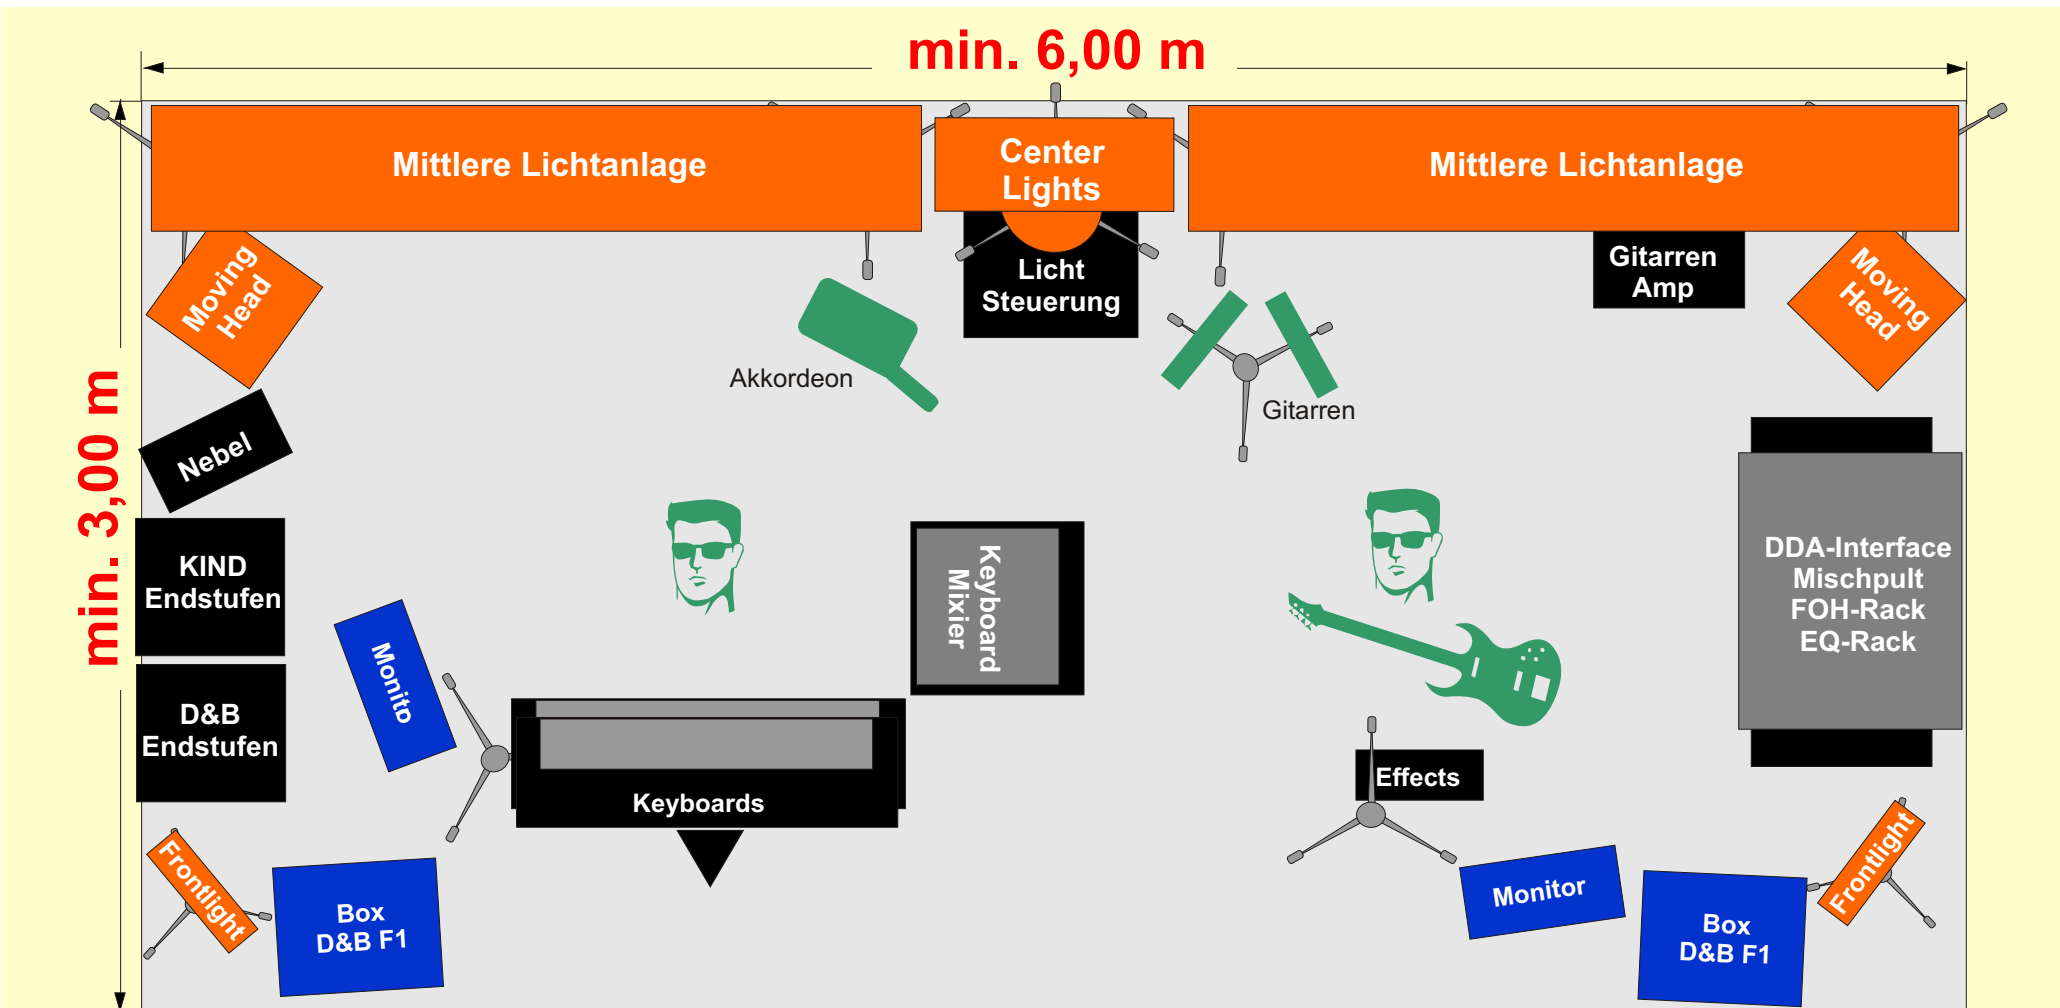 min. 6,00 m
Mittlere Lichtanlage
Center
Lights
Mittlere Lichtanlage
Moving
Head
Licht
Steuerung
Gitarren
Amp
Moving
Head
Akkordeon
Gitarren
min. 3,00 m
Nebel
KIND
Endstufen
Keyboard
Mixier
DDA-Interface
Mischpult
FOH-Rack
EQ-Rack
D&B
Endstufen
Monito
Keyboards
Effects
Frontlight
Box
D&B F1
Monitor
Box
D&B F1
Frontlight